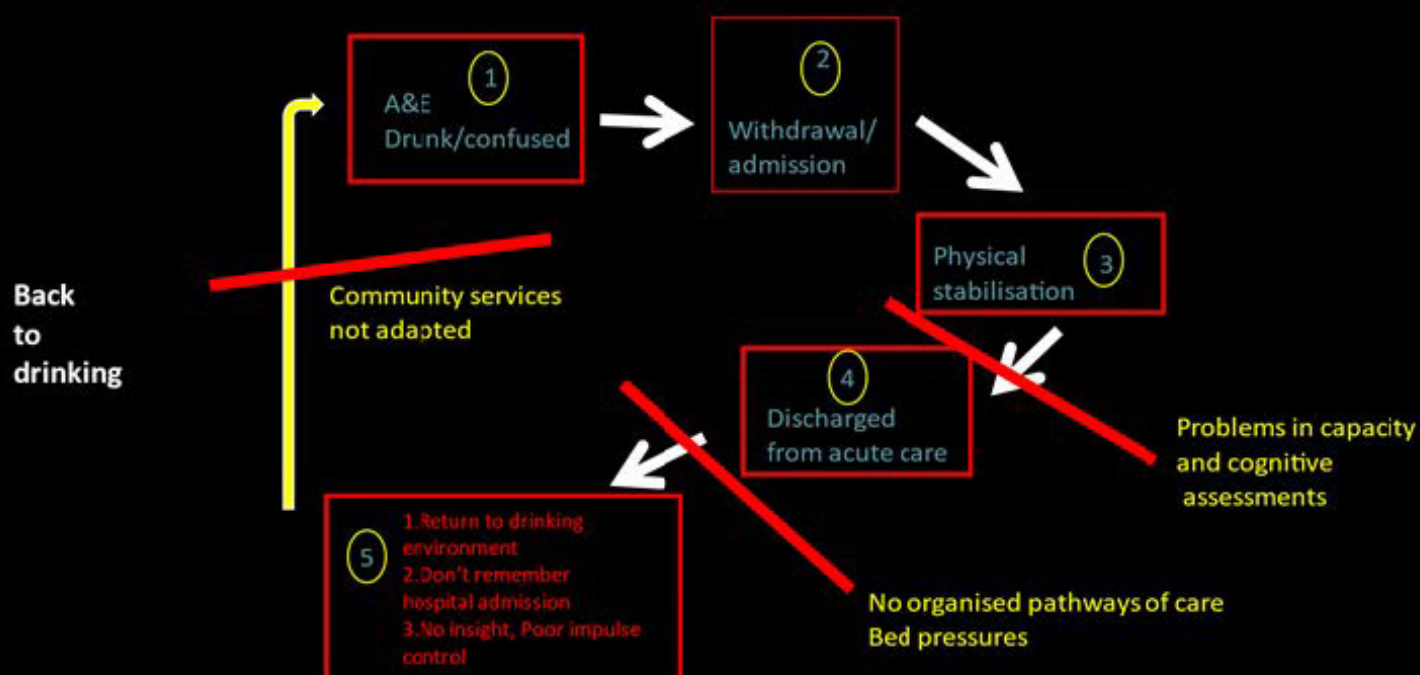 1
A&E
Drunk/confused
2
Withdrawal/
admission
Physical
stabilisation
3
Back
to
drinking
Community services
not adapted
4
Discharged
from acute care
Problems in capacity
and cognitive
assessments
5
1.Return to drinking
environment
2.Don't remember
hospital admission
3.No insight, Poor impulse
control
No organised pathways of care
Bed pressures